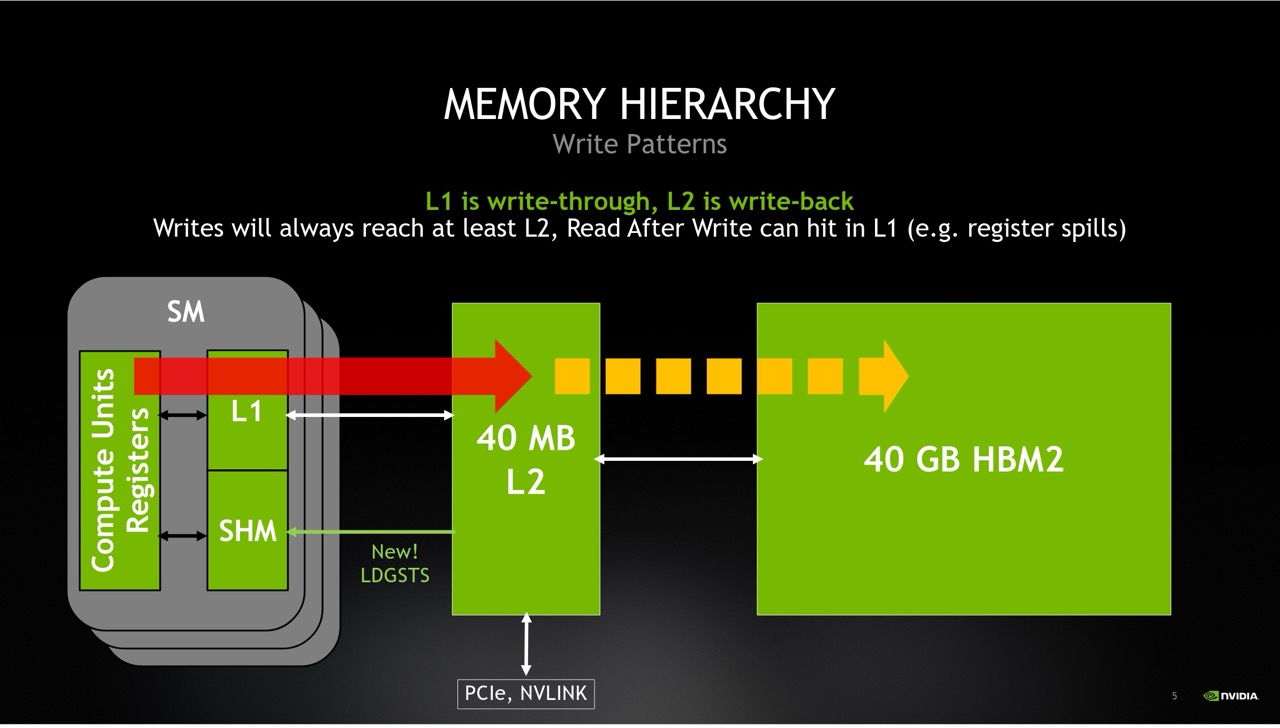 MEMORY HIERARCHY
Write Patterns
L1 is write-through, L2 is write-back
Writes will always reach at least L2, Read After Write can hit in L1 (e.g. register spills)
SM
Compute Units
Registers
L1
SHM
New!
LDGSTS
40 MB
L2
40 GB HBM2
PCIe, NVLINK
5
NVIDIA